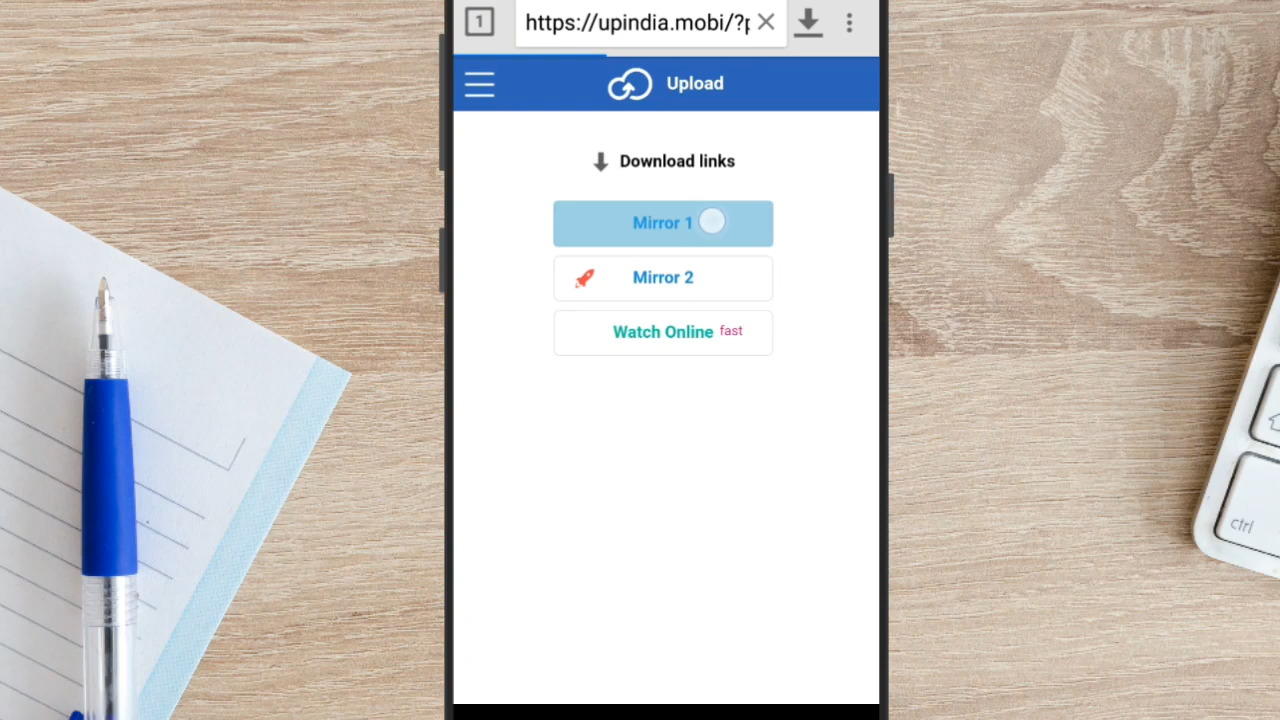 1
https://upindia.mobi/?p
Upload
Download links
Mirror 1
Mirror 2
Watch Online fast
ctrl